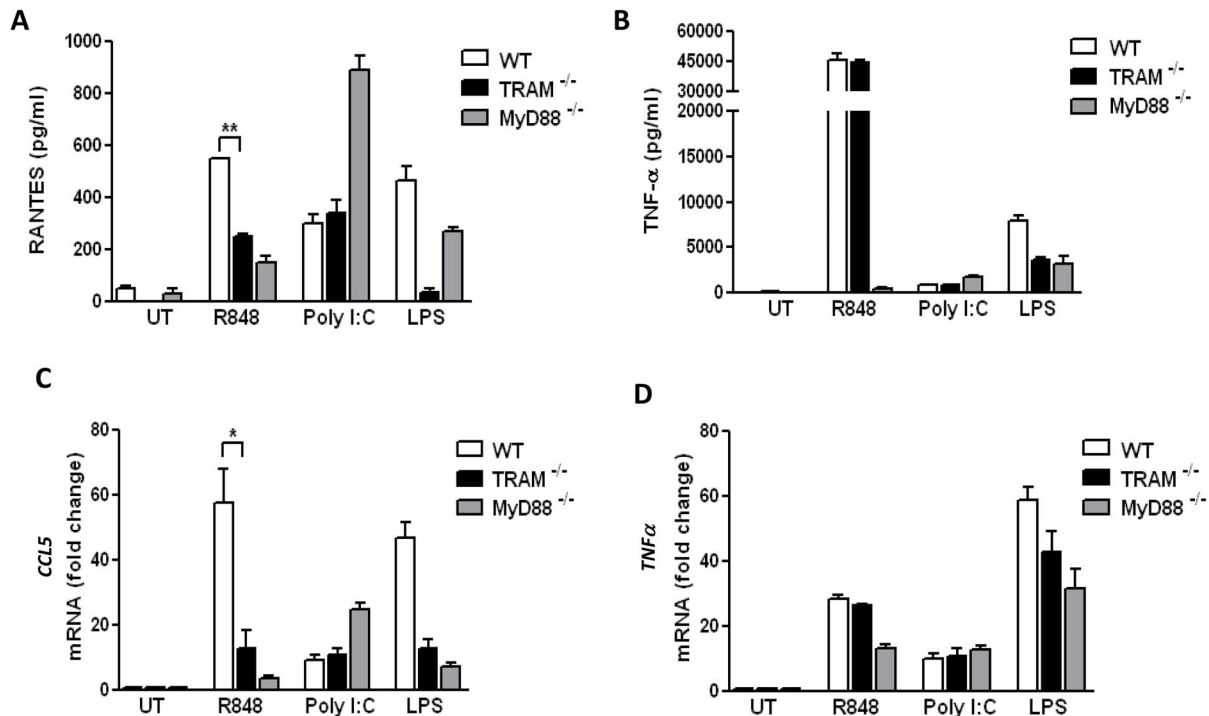 A
RANTES (pg/ml)
1000
800
600
400
200
0
**
UT
R848
Poly I:C
LPS
WT
TRAM -/-
MyD88 -/-
B
TNF-α (pg/ml)
45000
40000
35000
20000
15000
10000
5000
0
UT
R848
Poly I:C
LPS
WT
TRAM -/-
MyD88 -/-
C
CCL5
mRNA (fold change)
80
60
40
20
0
*
UT
R848
Poly I:C
LPS
WT
TRAM -/-
MyD88 -/-
D
TNFα
mRNA (fold change)
80
60
40
20
0
UT
R848
Poly I:C
LPS
WT
TRAM -/-
MyD88 -/-